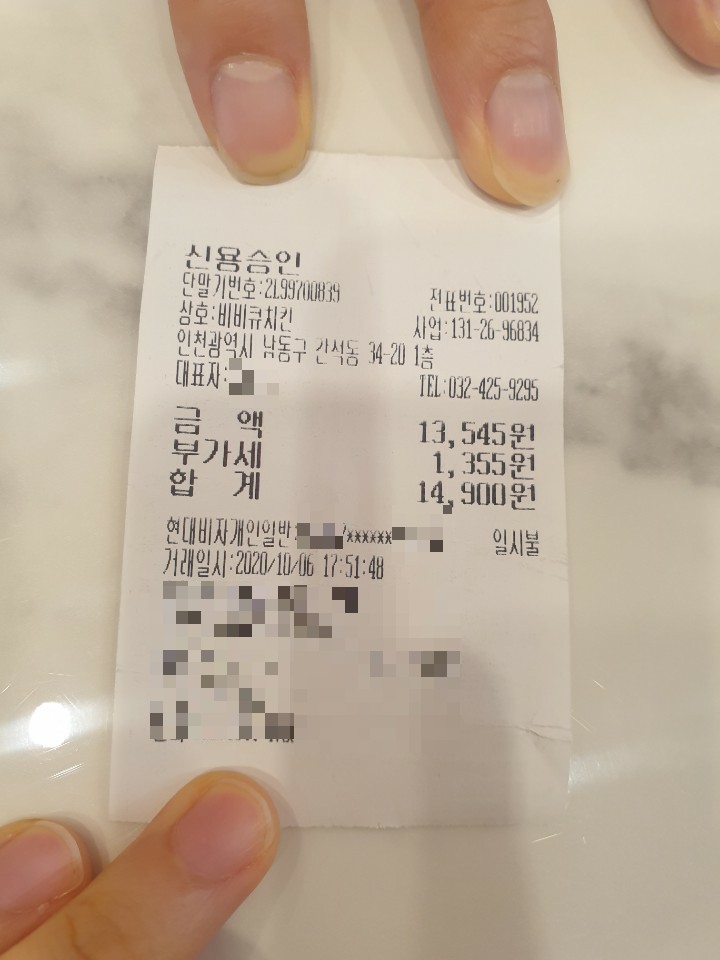 신용승인
단말기번호:2L99700839 전표번호:001952
상호:비비큐치킨 사업:131-26-96834
인천광역시 남동구 간석동 34-20 1층
대표자: TEL:032-425-9295
금 액 13,545원
부가세 1,355원
합 계 14,900원
현대비자개인일반: xxxxxx 일시불
거래일시:2020/10/06 17:51:48